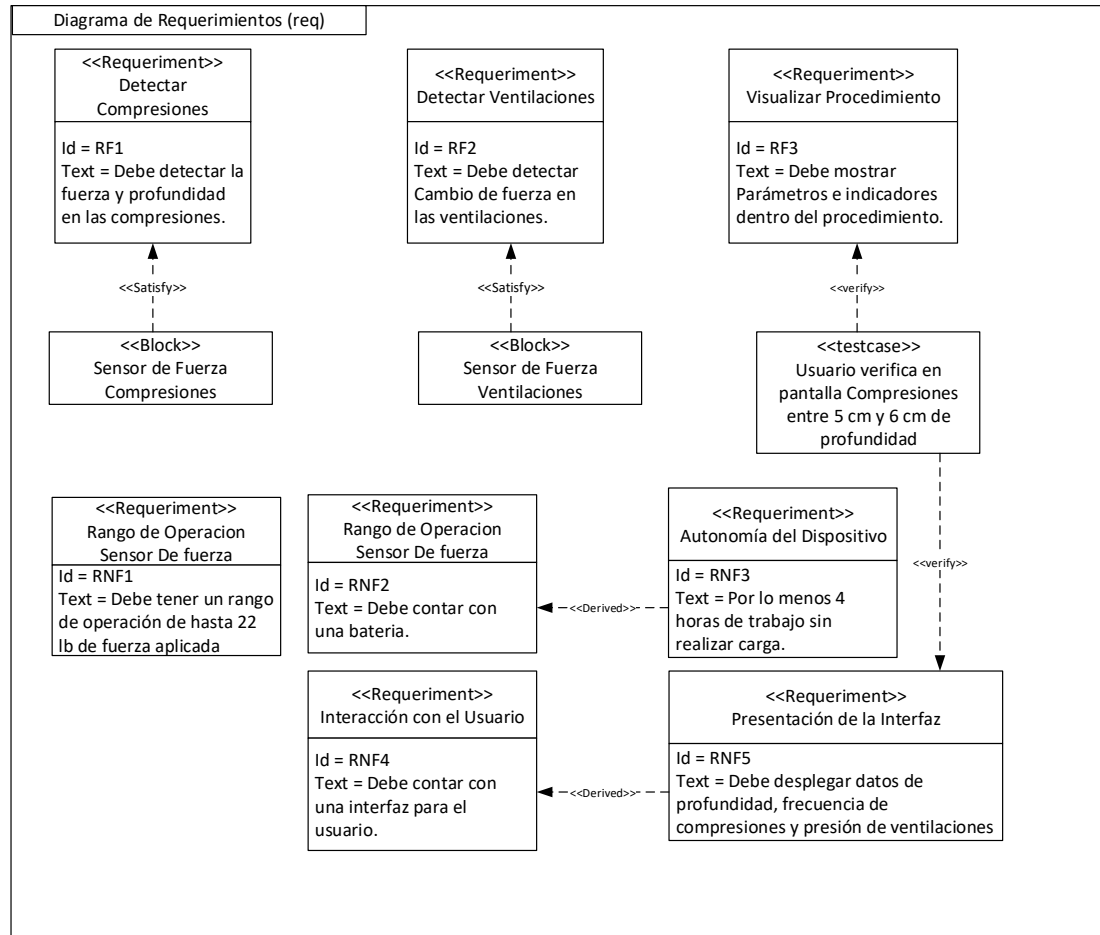 Diagrama de Requerimientos (req)
<<Requeriment>>
Detectar
Compresiones
Id = RF1
Text = Debe detectar la
fuerza y profundidad
en las compresiones.
<<Requeriment>>
Detectar Ventilaciones
Id = RF2
Text = Debe detectar
Cambio de fuerza en
las ventilaciones.
<<Requeriment>>
Visualizar Procedimiento
Id = RF3
Text = Debe mostrar
Parámetros e indicadores
dentro del procedimiento.
<<Satisfy>>
<<Satisfy>>
<<verify>>
<<Block>>
Sensor de Fuerza
Compresiones
<<Block>>
Sensor de Fuerza
Ventilaciones
<<testcase>>
Usuario verifica en
pantalla Compresiones
entre 5 cm y 6 cm de
profundidad
<<Requeriment>>
Rango de Operacion
Sensor De fuerza
Id = RNF1
Text = Debe tener un rango
de operación de hasta 22
lb de fuerza aplicada
<<Requeriment>>
Rango de Operacion
Sensor De fuerza
Id = RNF2
Text = Debe contar con
una bateria.
<<Derived>>
<<Requeriment>>
Autonomía del Dispositivo
Id = RNF3
Text = Por lo menos 4
horas de trabajo sin
realizar carga.
<<verify>>
<<Requeriment>>
Interacción con el Usuario
Id = RNF4
Text = Debe contar con
una interfaz para el
usuario.
<<Derived>>
<<Requeriment>>
Presentación de la Interfaz
Id = RNF5
Text = Debe desplegar datos de
profundidad, frecuencia de
compresiones y presión de ventilaciones